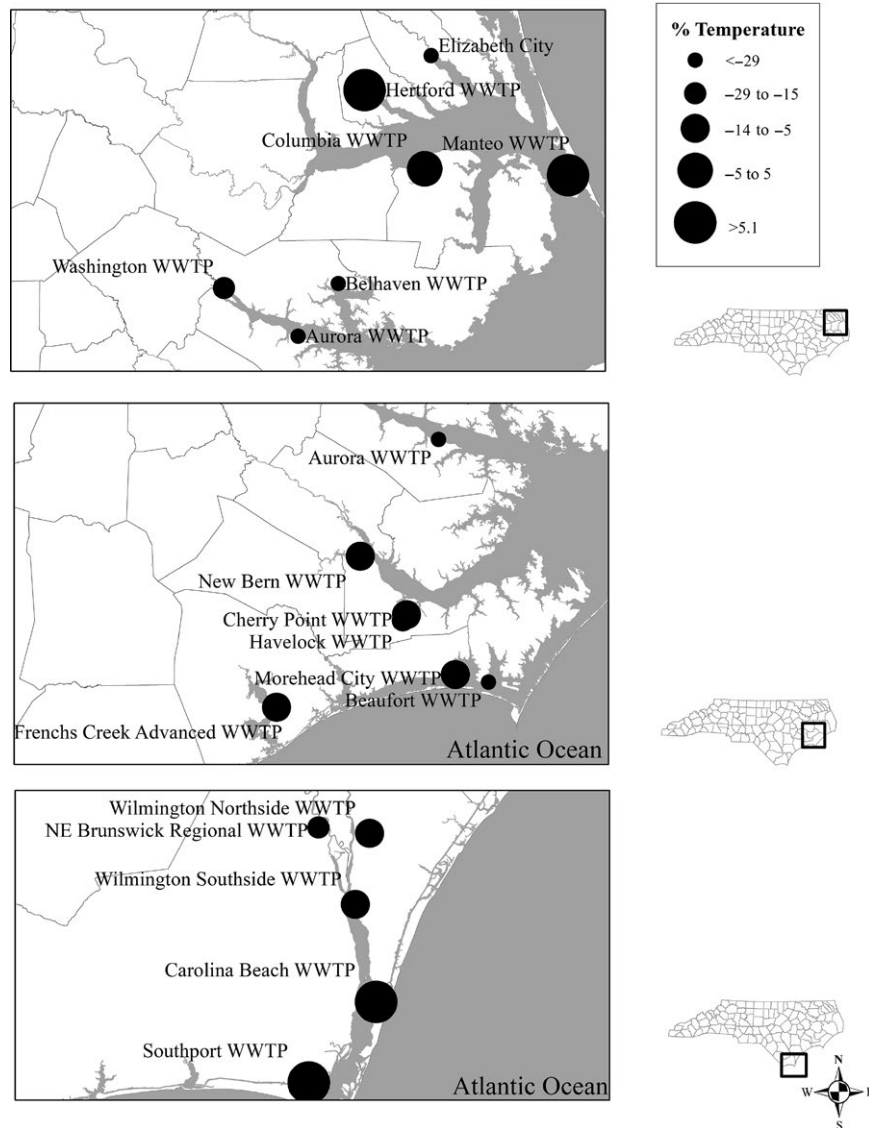 Elizabeth City
Hertford WWTP
Columbia WWTP
Manteo WWTP
Washington WWTP
Belhaven WWTP
Aurora WWTP
% Temperature
<–29
–29 to –15
–14 to –5
–5 to 5
>5.1
Aurora WWTP
New Bern WWTP
Cherry Point WWTP
Havelock WWTP
Morehead City WWTP
Beaufort WWTP
Frenchs Creek Advanced WWTP
Atlantic Ocean
Wilmington Northside WWTP
NE Brunswick Regional WWTP
Wilmington Southside WWTP
Carolina Beach WWTP
Southport WWTP
Atlantic Ocean
N
W
S